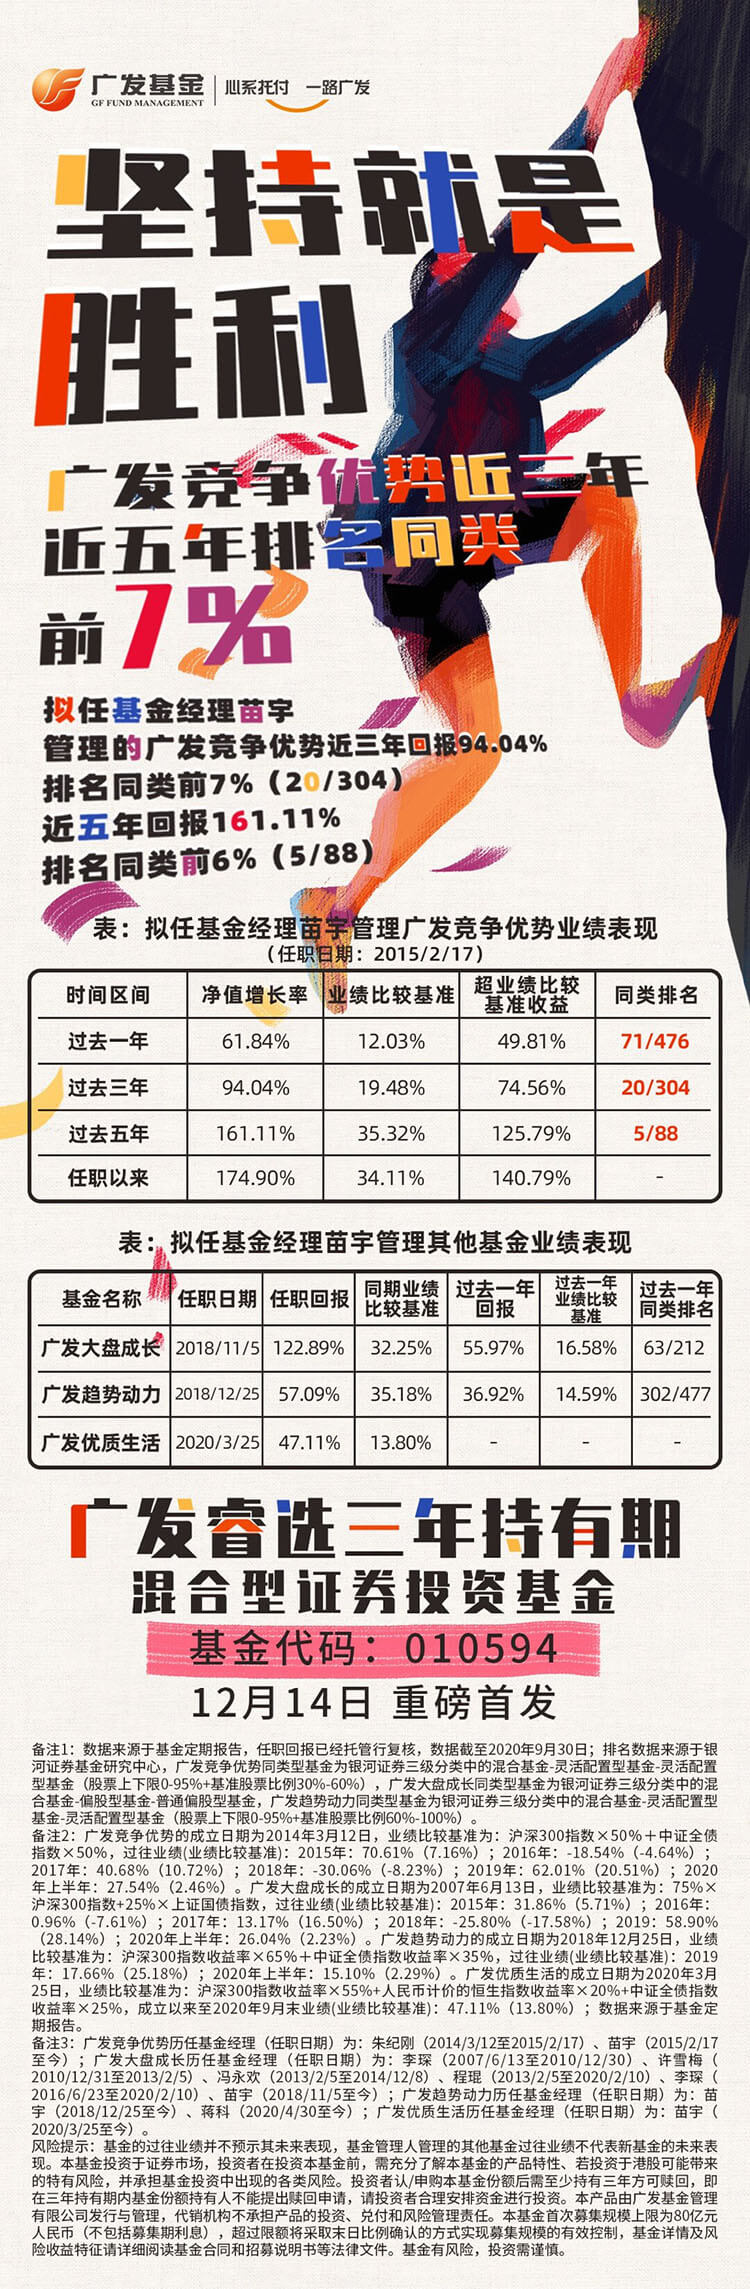 广发基金
GF FUND MANAGEMENT
心系托付 一路广发
坚持就是
胜利
广发竞争优势近三年
近五年排名同类
前7%
拟任基金经理苗宇
管理的广发竞争优势近三年回报94.04%
排名同类前7%（20/304）
近五年回报161.11%
排名同类前6%（5/88）
表：拟任基金经理苗宇管理广发竞争优势业绩表现
（任职日期：2015/2/17）
时间区间 净值增长率 业绩比较基准 超业绩比较基准收益 同类排名
过去一年 61.84% 12.03% 49.81% 71/476
过去三年 94.04% 19.48% 74.56% 20/304
过去五年 161.11% 35.32% 125.79% 5/88
任职以来 174.90% 34.11% 140.79% -
表：拟任基金经理苗宇管理其他基金业绩表现
基金名称 任职日期 任职回报 同期业绩比较基准 过去一年回报 过去一年业绩比较基准 过去一年同类排名
广发大盘成长 2018/11/5 122.89% 32.25% 55.97% 16.58% 63/212
广发趋势动力 2018/12/25 57.09% 35.18% 36.92% 14.59% 302/477
广发优质生活 2020/3/25 47.11% 13.80% - - -
广发睿选三年持有期
混合型证券投资基金
基金代码：010594
12月14日 重磅首发
备注1：数据来源于基金定期报告，任职回报已经托管行复核，数据截至2020年9月30日；排名数据来源于银
河证券基金研究中心，广发竞争优势同类型基金为银河证券三级分类中的混合基金-灵活配置型基金-灵活配置
型基金（股票上下限0-95%+基准股票比例30%-60%），广发大盘成长同类型基金为银河证券三级分类中的混
合基金-偏股型基金-普通偏股型基金，广发趋势动力同类型基金为银河证券三级分类中的混合基金-灵活配置型
基金-灵活配置型基金（股票上下限0-95%+基准股票比例60%-100%）。
备注2：广发竞争优势的成立日期为2014年3月12日，业绩比较基准为：沪深300指数×50%＋中证全债
指数×50%，过往业绩(业绩比较基准)：2015年：70.61%（7.16%）；2016年：-18.54%（-4.64%）；
2017年：40.68%（10.72%）；2018年：-30.06%（-8.23%）；2019年：62.01%（20.51%）；2020
年上半年：27.54%（2.46%）。广发大盘成长的成立日期为2007年6月13日，业绩比较基准为：75%×
沪深300指数+25%×上证国债指数，过往业绩(业绩比较基准)：2015年：31.86%（5.71%）；2016年：
0.96%（-7.61%）；2017年：13.17%（16.50%）；2018年：-25.80%（-17.58%）；2019：58.90%
（28.14%）；2020年上半年：26.04%（2.23%）。广发趋势动力的成立日期为2018年12月25日，业绩
比较基准为：沪深300指数收益率×65%＋中证全债指数收益率×35%，过往业绩(业绩比较基准)：2019
年：17.66%（25.18%）；2020年上半年：15.10%（2.29%）。广发优质生活的成立日期为2020年3月
25日，业绩比较基准为：沪深300指数收益率×55%+人民币计价的恒生指数收益率×20%+中证全债指数
收益率×25%，成立以来至2020年9月末业绩(业绩比较基准)：47.11%（13.80%）；数据来源于基金定
期报告。
备注3：广发竞争优势历任基金经理（任职日期）为：朱纪刚（2014/3/12至2015/2/17）、苗宇（2015/2/17
至今）；广发大盘成长历任基金经理（任职日期）为：李琛（2007/6/13至2010/12/30）、许雪梅（
2010/12/31至2013/2/5）、冯永欢（2013/2/5至2014/12/8）、程琨（2013/2/5至2020/2/10）、李琛（
2016/6/23至2020/2/10）、苗宇（2018/11/5至今）；广发趋势动力历任基金经理（任职日期）为：苗
宇（2018/12/25至今）、蒋科（2020/4/30至今）；广发优质生活历任基金经理（任职日期）为：苗宇（
2020/3/25至今）。
风险提示：基金的过往业绩并不预示其未来表现，基金管理人管理的其他基金过往业绩不代表新基金的未来表
现。本基金投资于证券市场，投资者在投资本基金前，需充分了解本基金的产品特性、若投资于港股可能带来
的特有风险，并承担基金投资中出现的各类风险。投资者认/申购本基金份额后需至少持有三年方可赎回，即
在三年持有期内基金份额持有人不能提出赎回申请，请投资者合理安排资金进行投资。本产品由广发基金管理
有限公司发行与管理，代销机构不承担产品的投资、兑付和风险管理责任。本基金首次募集规模上限为80亿元
人民币（不包括募集期利息），超过限额将采取末日比例确认的方式实现募集规模的有效控制，基金详情及风
险收益特征请详细阅读基金合同和招募说明书等法律文件。基金有风险，投资需谨慎。